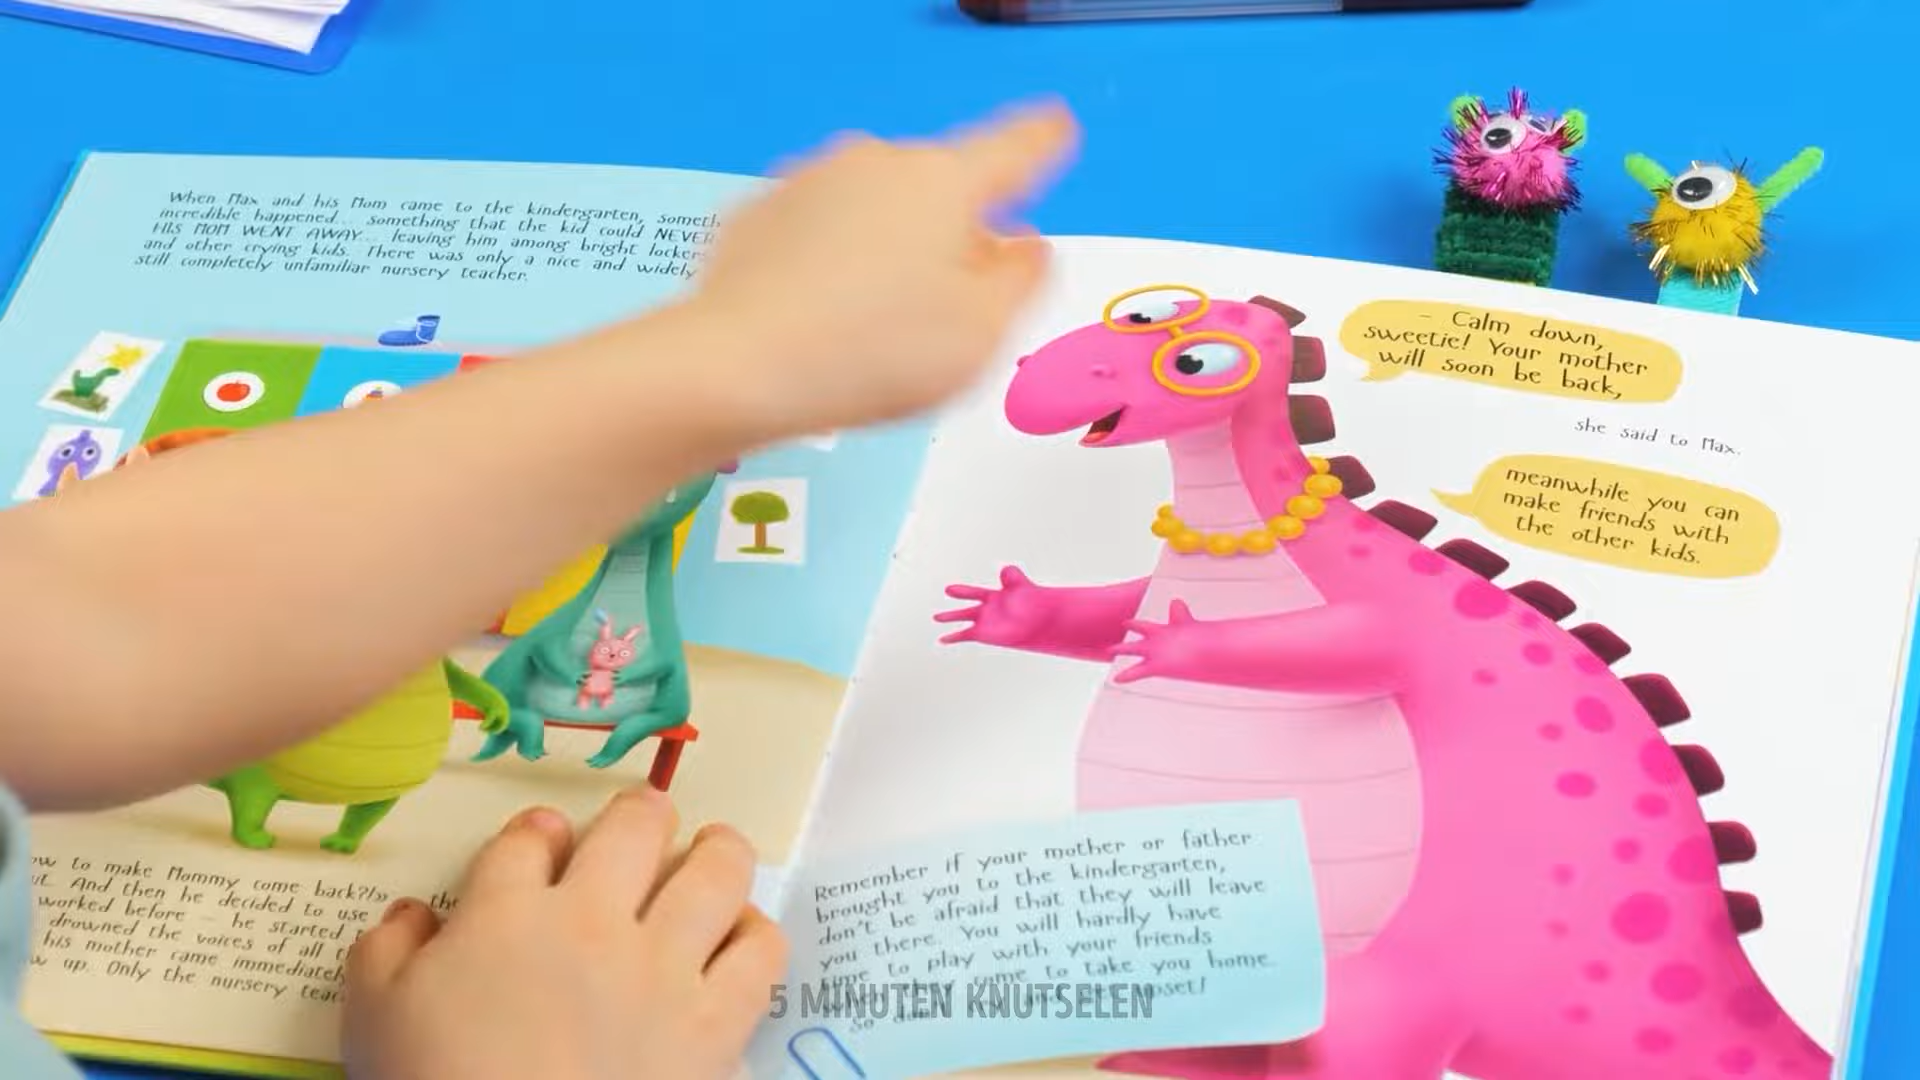 When Max and his Mom came to the kindergarten,
incredible happened... something that the kid could NEVER
HIS MOM WENT AWAY... leaving him among bright
and other crying kids. There was only a nice and widely
still completely unfamiliar nursery teacher.
to make Mommy come back?!» the
And then he decided to use
worked before – he started
drowned the voices of all
his mother came immediately
up. Only the nursery
- Calm down,
sweetie! Your mother
will soon be back,
she said to Max.
meanwhile you can
make friends with
the other kids.
Remember if your mother or father
brought you to the kindergarten,
don't be afraid that they will leave
you there. You will hardly have
time to play with your friends
when they come to take you home.
So upset!
5 MINUTEN KNUTSELEN